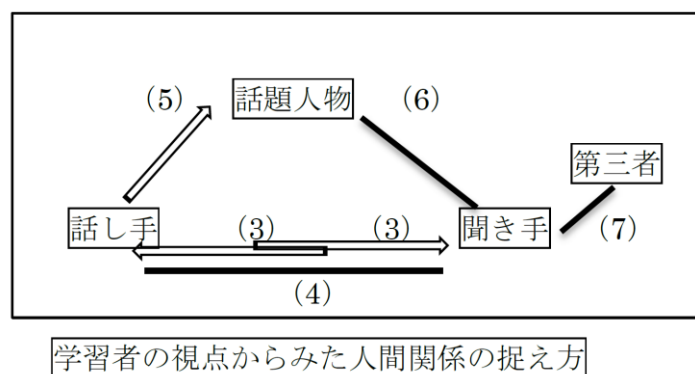 (5) 話題人物 (6)
第三者
話し手 (3) (3) 聞き手 (7)
(4)
学習者の視点からみた人間関係の捉え方